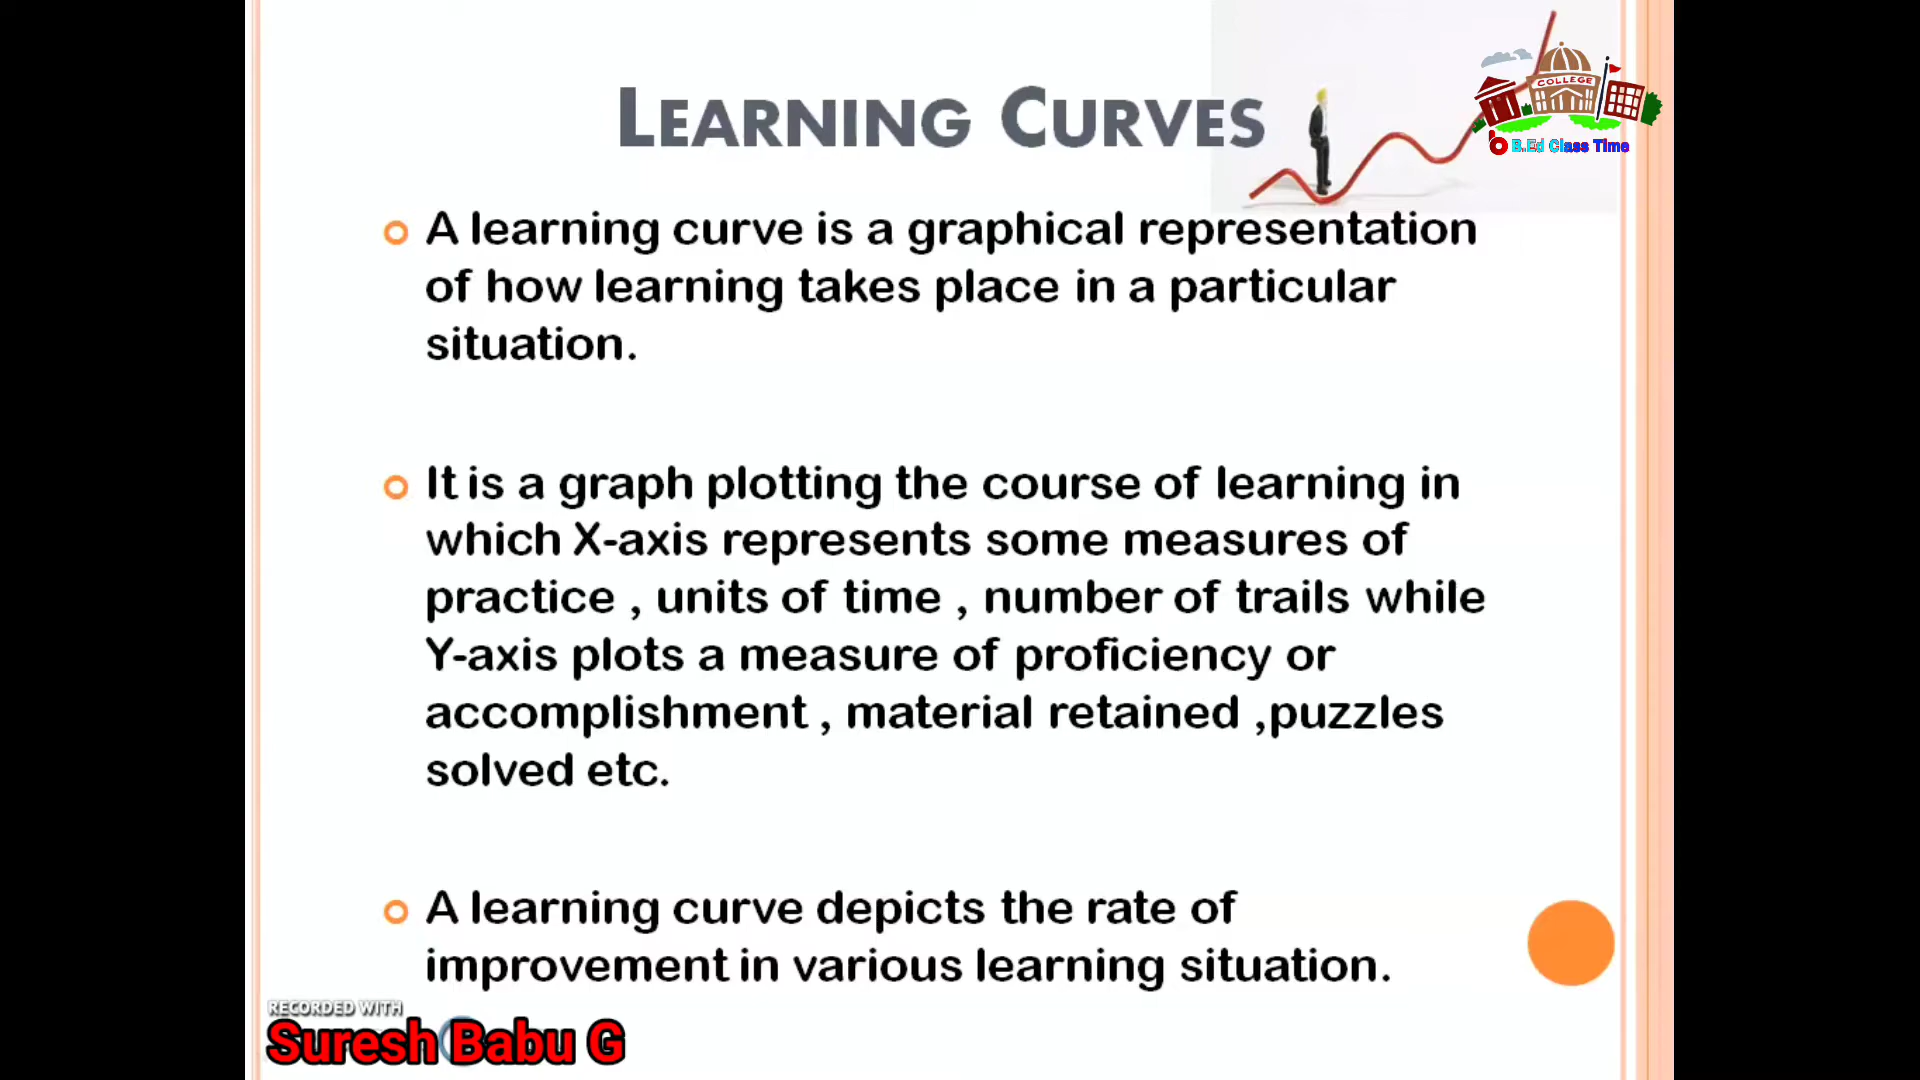 LEARNING CURVES
COLLEGE
B.Ed Class Time
A learning curve is a graphical representation
of how learning takes place in a particular
situation.
It is a graph plotting the course of learning in
which X-axis represents some measures of
practice , units of time , number of trails while
Y-axis plots a measure of proficiency or
accomplishment , material retained ,puzzles
solved etc.
A learning curve depicts the rate of
improvement in various learning situation.
RECORDED WITH
Suresh Babu G